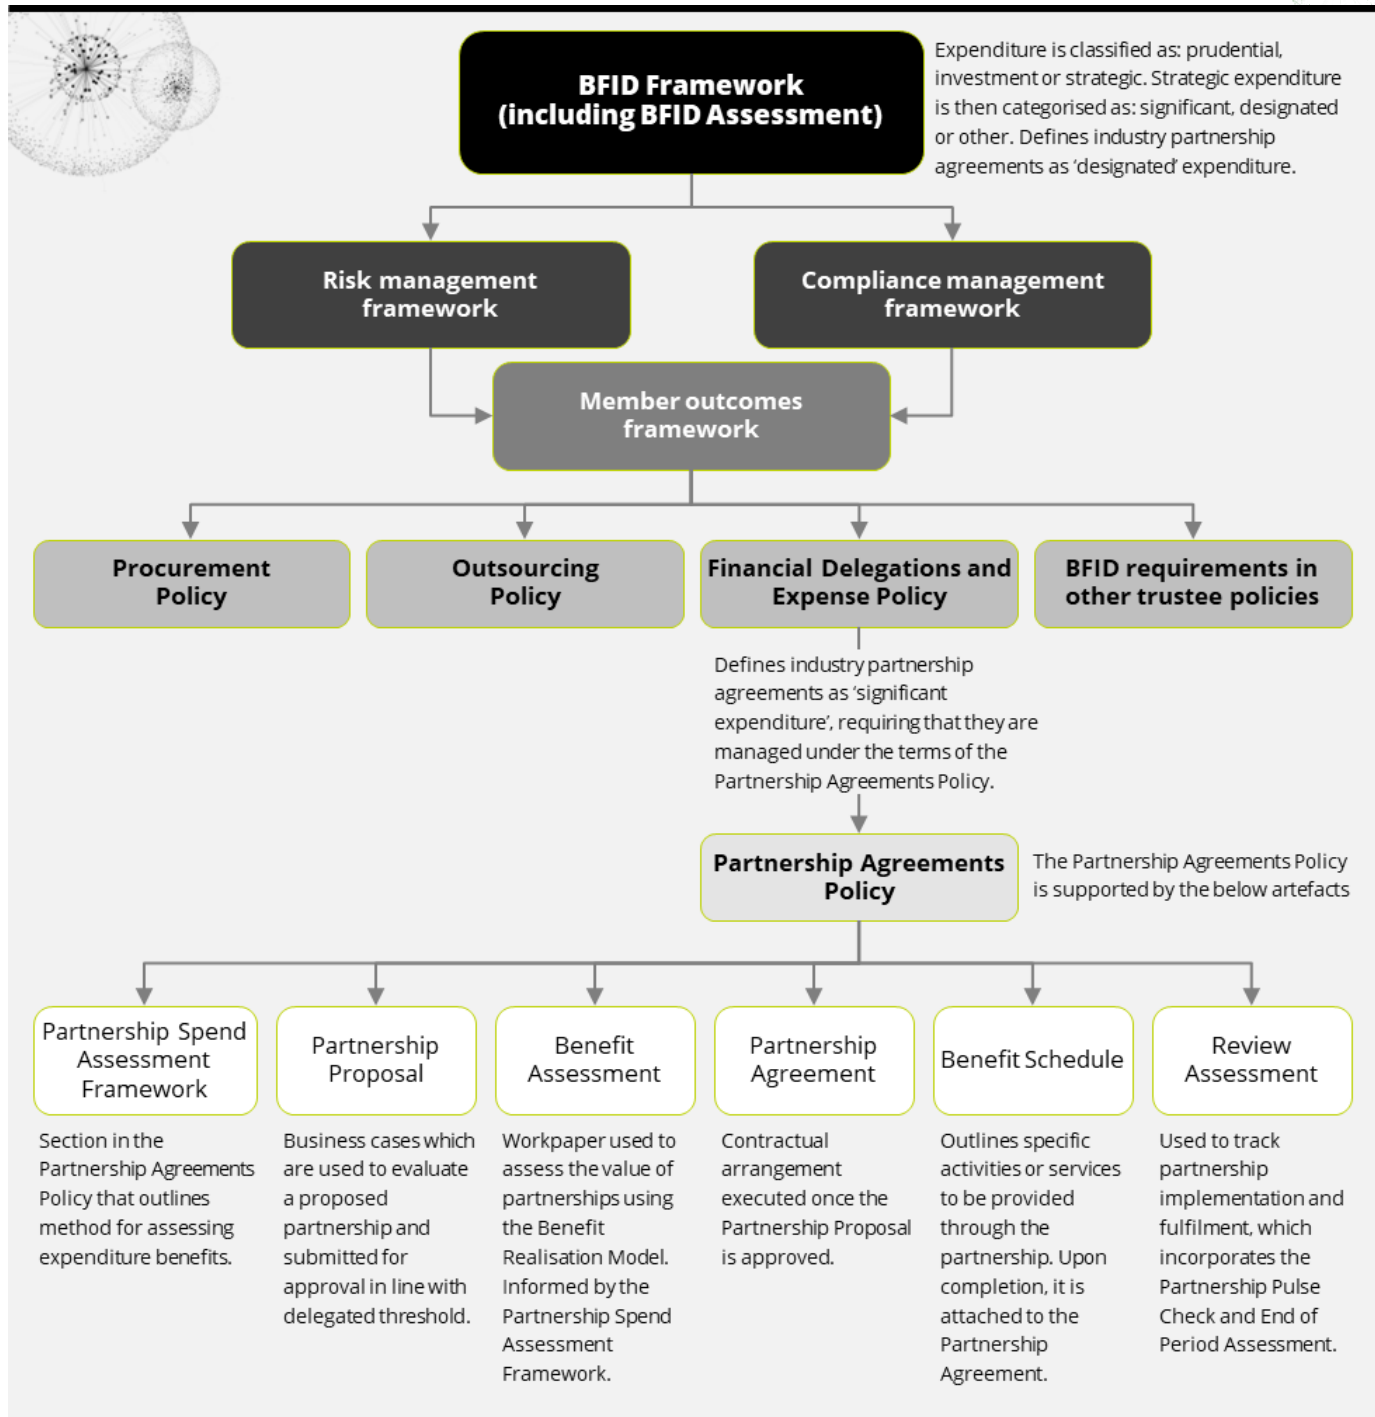 BFID Framework
(including BFID Assessment)
Expenditure is classified as: prudential,
investment or strategic. Strategic expenditure
is then categorised as: significant, designated
or other. Defines industry partnership
agreements as ‘designated’ expenditure.
Risk management
framework
Compliance management
framework
Member outcomes
framework
Procurement
Policy
Outsourcing
Policy
Financial Delegations and
Expense Policy
BFID requirements in
other trustee policies
Defines industry partnership
agreements as ‘significant
expenditure’, requiring that they are
managed under the terms of the
Partnership Agreements Policy.
Partnership Agreements
Policy
The Partnership Agreements Policy
is supported by the below artefacts
Partnership Spend
Assessment
Framework
Section in the
Partnership Agreements
Policy that outlines
method for assessing
expenditure benefits.
Partnership
Proposal
Business cases which
are used to evaluate
a proposed
partnership and
submitted for
approval in line with
delegated threshold.
Benefit
Assessment
Workpaper used to
assess the value of
partnerships using
the Benefit
Realisation Model.
Informed by the
Partnership Spend
Assessment
Framework.
Partnership
Agreement
Contractual
arrangement
executed once the
Partnership Proposal
is approved.
Benefit Schedule
Outlines specific
activities or services
to be provided
through the
partnership. Upon
completion, it is
attached to the
Partnership
Agreement.
Review
Assessment
Used to track
partnership
implementation and
fulfilment, which
incorporates the
Partnership Pulse
Check and End of
Period Assessment.